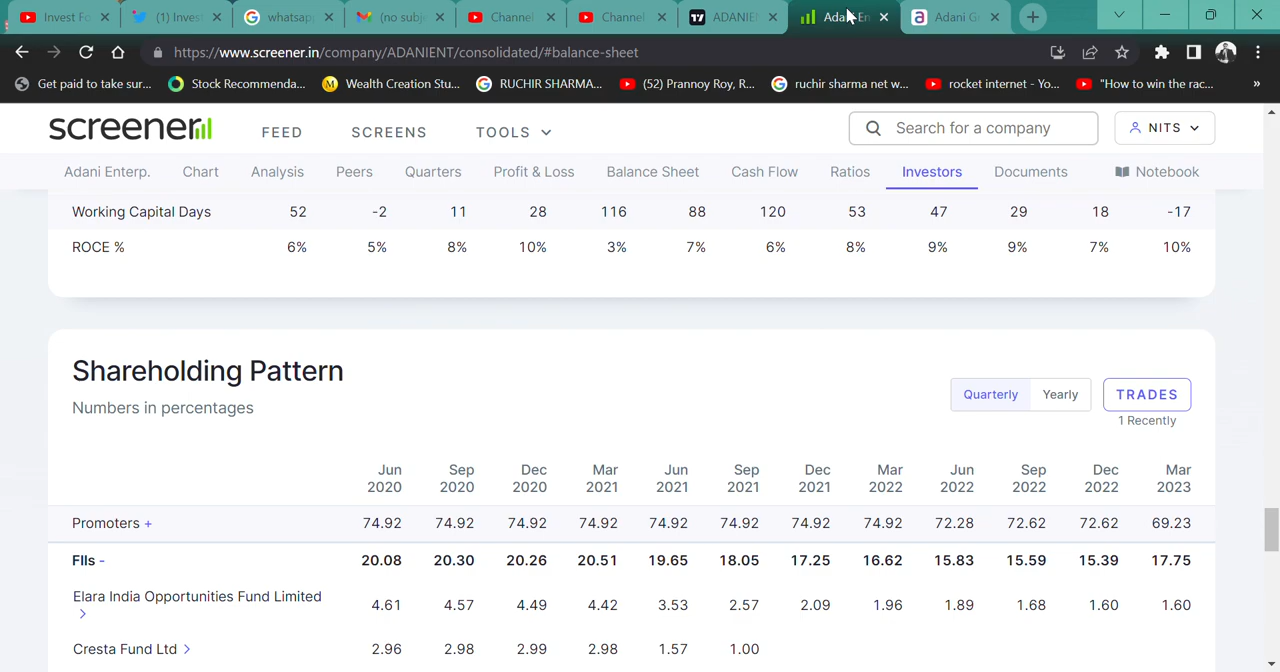 Invest Fo
(1) Invest
whatsap
(no subj
Channel
Channel
ADANIE
Adani En
Adani G
https://www.screener.in/company/ADANIENT/consolidated/#balance-sheet
Get paid to take sur... Stock Recommenda... Wealth Creation Stu... RUCHIR SHARMA... (52) Prannoy Roy, R... ruchir sharma net w... rocket internet - Yo... "How to win the rac... »
screener FEED SCREENS TOOLS Search for a company NITS
Adani Enterp. Chart Analysis Peers Quarters Profit & Loss Balance Sheet Cash Flow Ratios Investors Documents Notebook
Working Capital Days 52 -2 11 28 116 88 120 53 47 29 18 -17
ROCE % 6% 5% 8% 10% 3% 7% 6% 8% 9% 9% 7% 10%
Shareholding Pattern
Numbers in percentages
Quarterly Yearly TRADES
1 Recently
Jun Sep Dec Mar Jun Sep Dec Mar Jun Sep Dec Mar
2020 2020 2020 2021 2021 2021 2021 2022 2022 2022 2022 2023
Promoters + 74.92 74.92 74.92 74.92 74.92 74.92 74.92 74.92 72.28 72.62 72.62 69.23
FIIs - 20.08 20.30 20.26 20.51 19.65 18.05 17.25 16.62 15.83 15.59 15.39 17.75
Elara India Opportunities Fund Limited 4.61 4.57 4.49 4.42 3.53 2.57 2.09 1.96 1.89 1.68 1.60 1.60
Cresta Fund Ltd 2.96 2.98 2.99 2.98 1.57 1.00